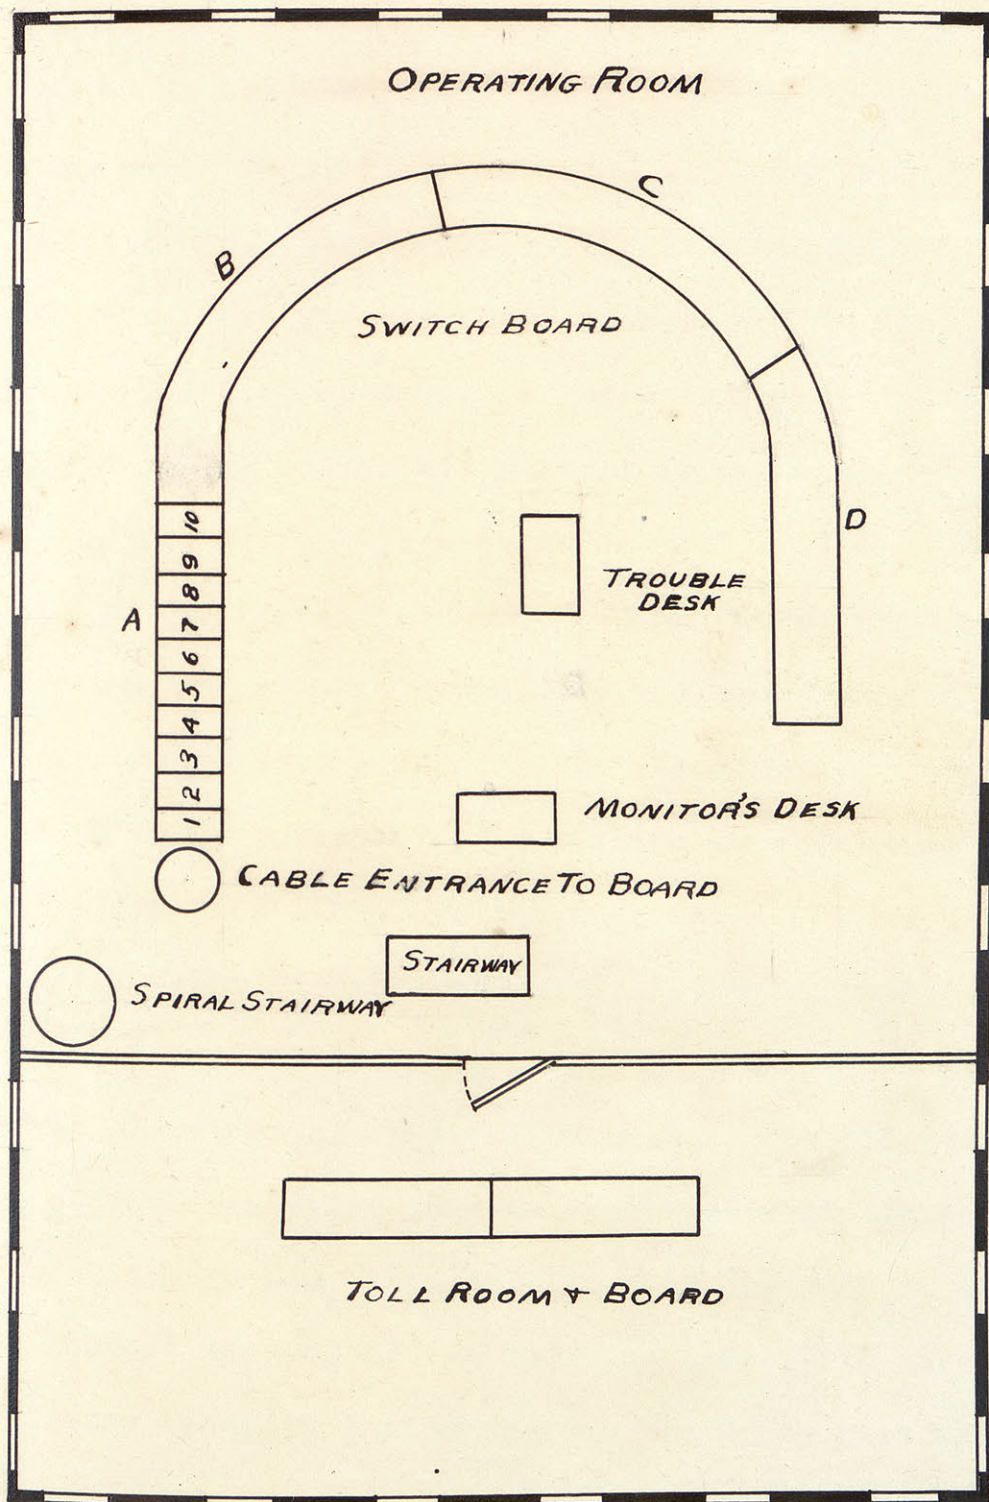 OPERATING ROOM
C
B
SWITCH BOARD
D
10
9
8
7
6
5
4
3
2
1
A
TROUBLE
DESK
MONITOR'S DESK
CABLE ENTRANCE TO BOARD
STAIRWAY
SPIRAL STAIRWAY
TOLL ROOM & BOARD